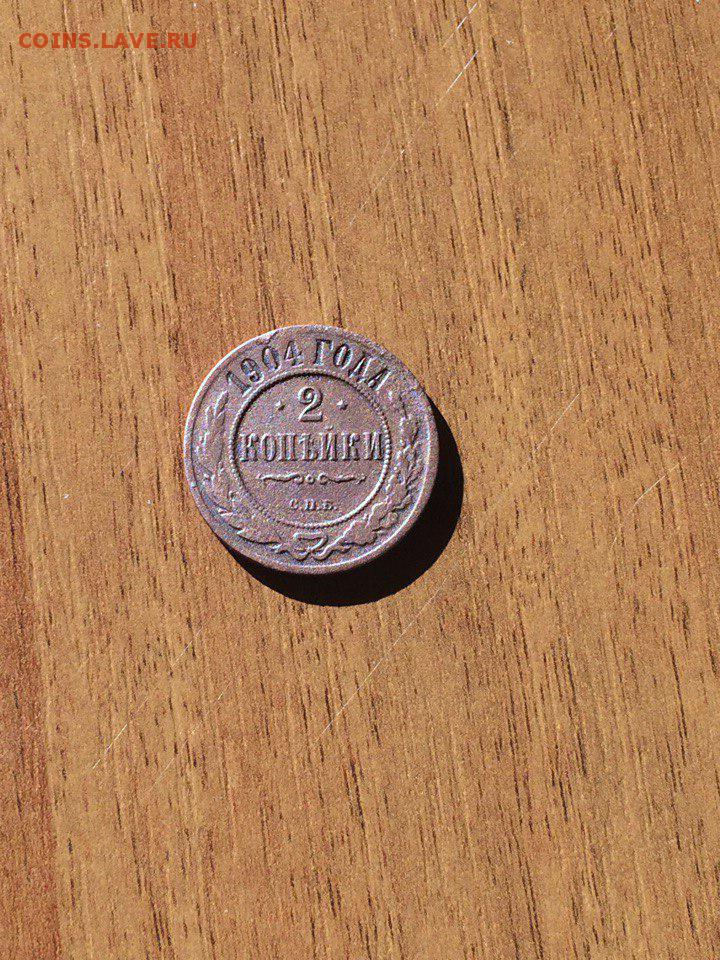 COINS.LAVE.RU
1904 ГОДА
2
КОПѢЙКИ
С.П.Б.